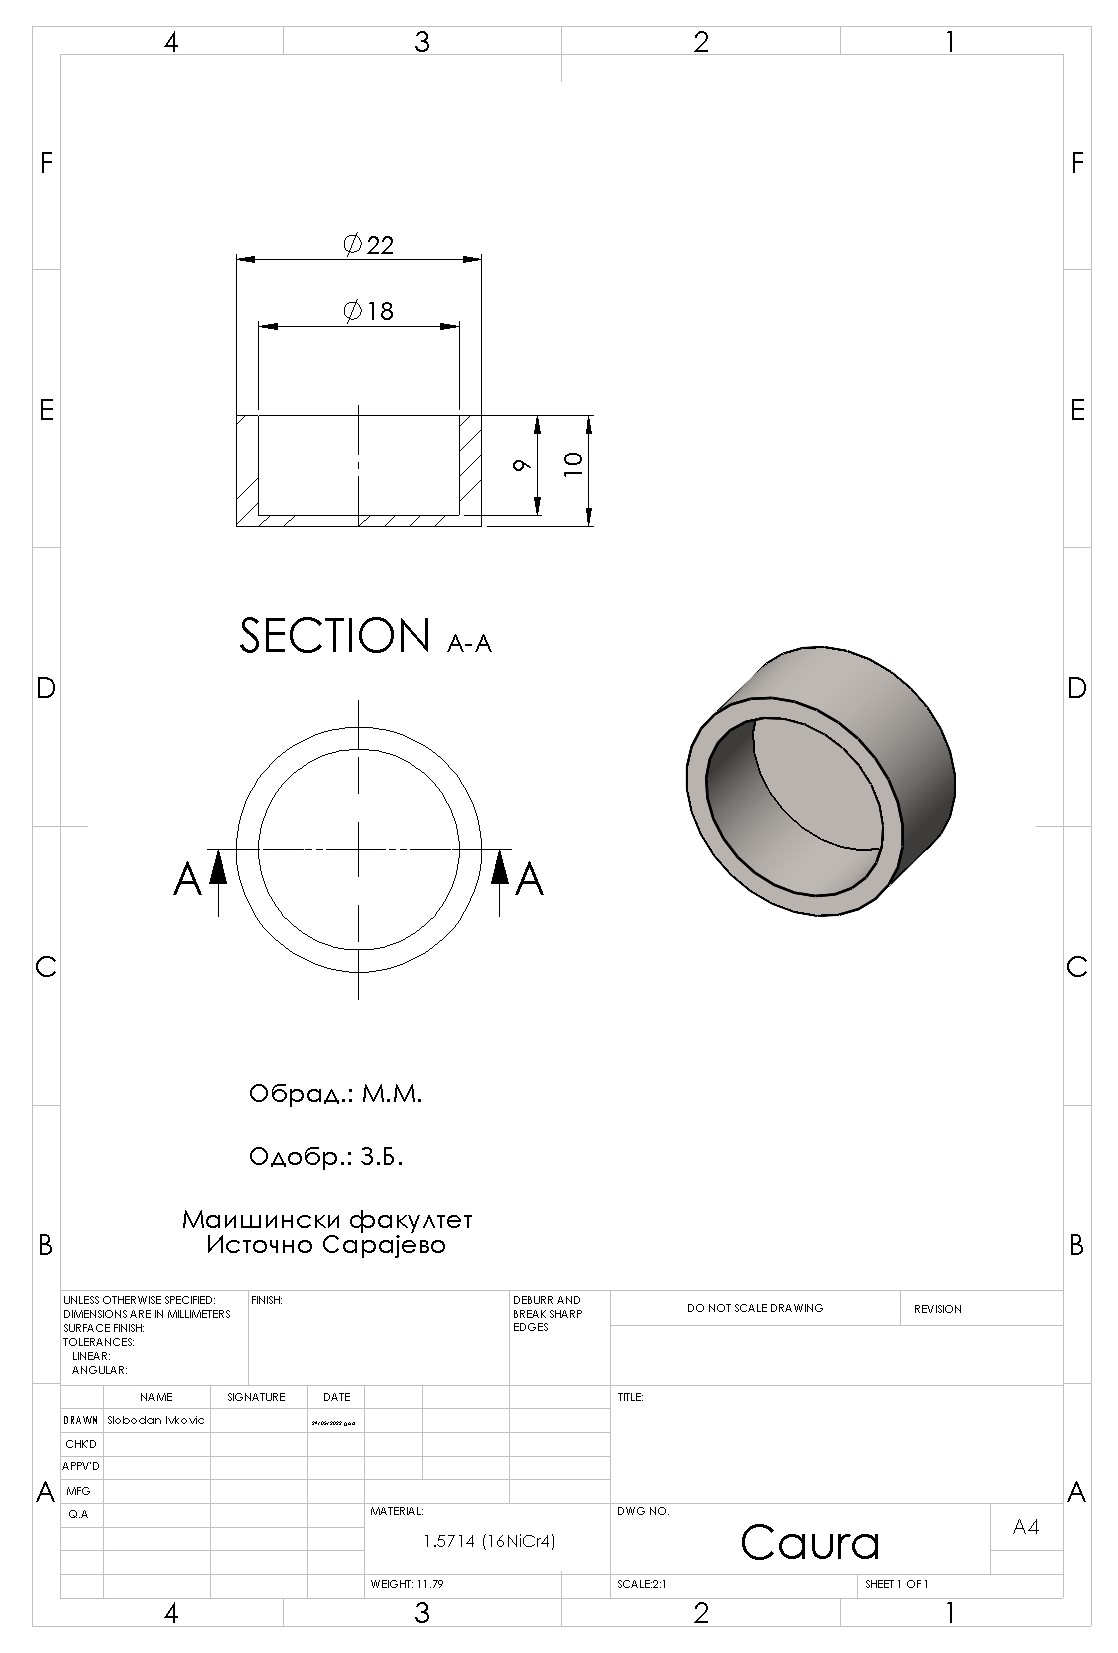 4 3 2 1
F F
⌀22
⌀18
E E
9 10
SECTION A-A
D D
A A
C C
Обрад.: М.М.
Одобр.: З.Б.
Маишински факултет
Источно Сарајево
B B
UNLESS OTHERWISE SPECIFIED:
DIMENSIONS ARE IN MILLIMETERS
SURFACE FINISH:
TOLERANCES:
LINEAR:
ANGULAR:
FINISH:
DEBURR AND
BREAK SHARP
EDGES
DO NOT SCALE DRAWING
REVISION
NAME SIGNATURE DATE
TITLE:
DRAWN Slobodan Ivkovic
CHK'D
APPV'D
MFG
Q.A
A A
MATERIAL:
1.5714 (16NiCr4)
DWG NO.
Caura
A4
WEIGHT: 11.79
SCALE:2:1
SHEET 1 OF 1
4 3 2 1